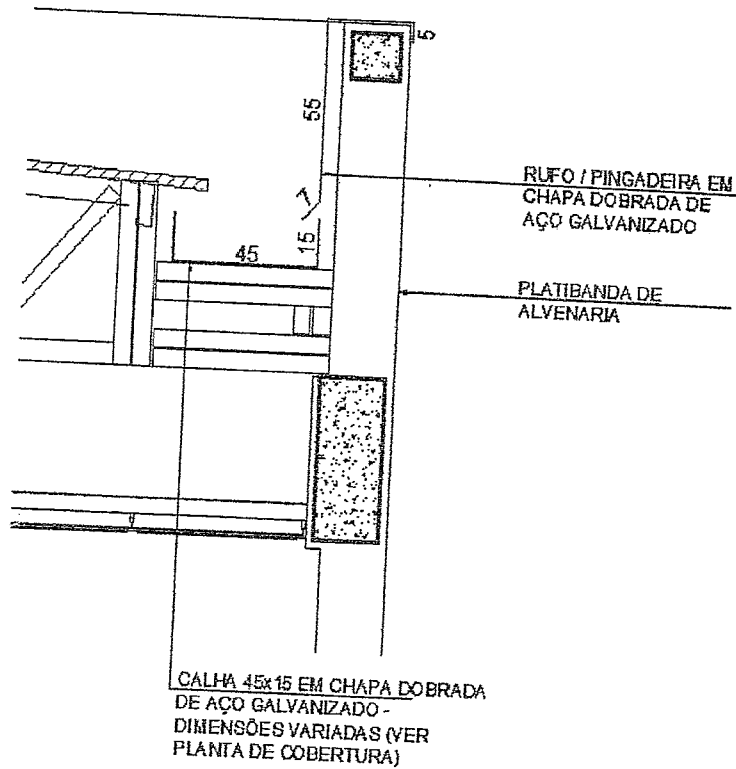 5
55
RUFO / PINGADEIRA EM
CHAPA DOBRADA DE
AÇO GALVANIZADO
7
15
45
PLATIBANDA DE
ALVENARIA
CALHA 45x15 EM CHAPA DOBRADA
DE AÇO GALVANIZADO -
DIMENSÕES VARIADAS (VER
PLANTA DE COBERTURA)